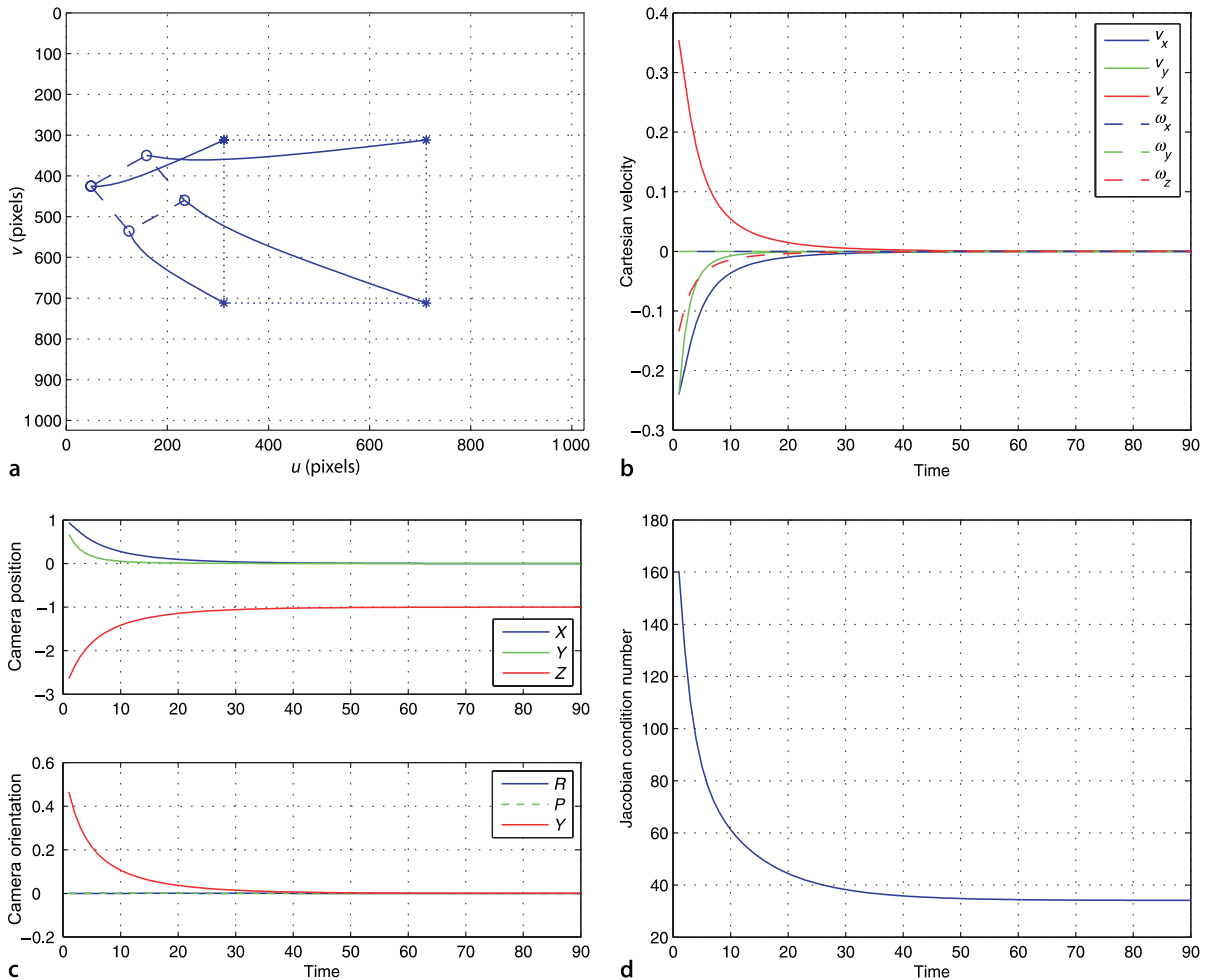 0
100
200
300
400
500
600
700
800
900
1 000
v (pixels)
0 200 400 600 800 1 000
u (pixels)
a
0.4
0.3
0.2
0.1
0
−0.1
−0.2
−0.3
Cartesian velocity
v_x
v_y
v_z
ω_x
ω_y
ω_z
0 10 20 30 40 50 60 70 80 90
Time
b
1
0
−1
−2
−3
Camera position
X
Y
Z
0 10 20 30 40 50 60 70 80 90
0.6
0.4
0.2
0
−0.2
Camera orientation
R
P
Y
0 10 20 30 40 50 60 70 80 90
Time
c
180
160
140
120
100
80
60
40
20
Jacobian condition number
0 10 20 30 40 50 60 70 80 90
Time
d